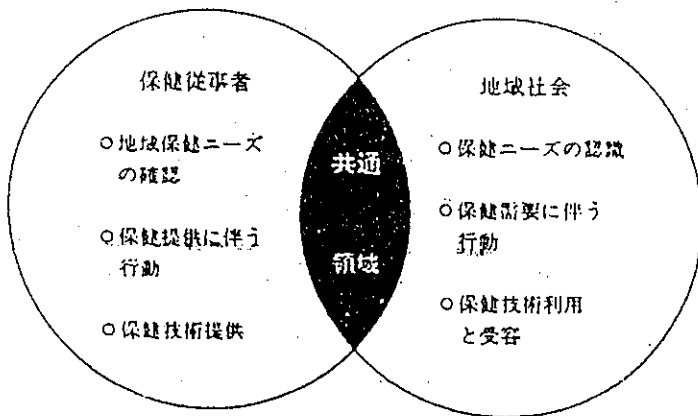 保健従事者
○地域保健ニーズ
の確認
○保健提供に伴う
行動
○保健技術提供
共通
領域
地域社会
○保健ニーズの認識
○保健需要に伴う
行動
○保健技術利用
と受容